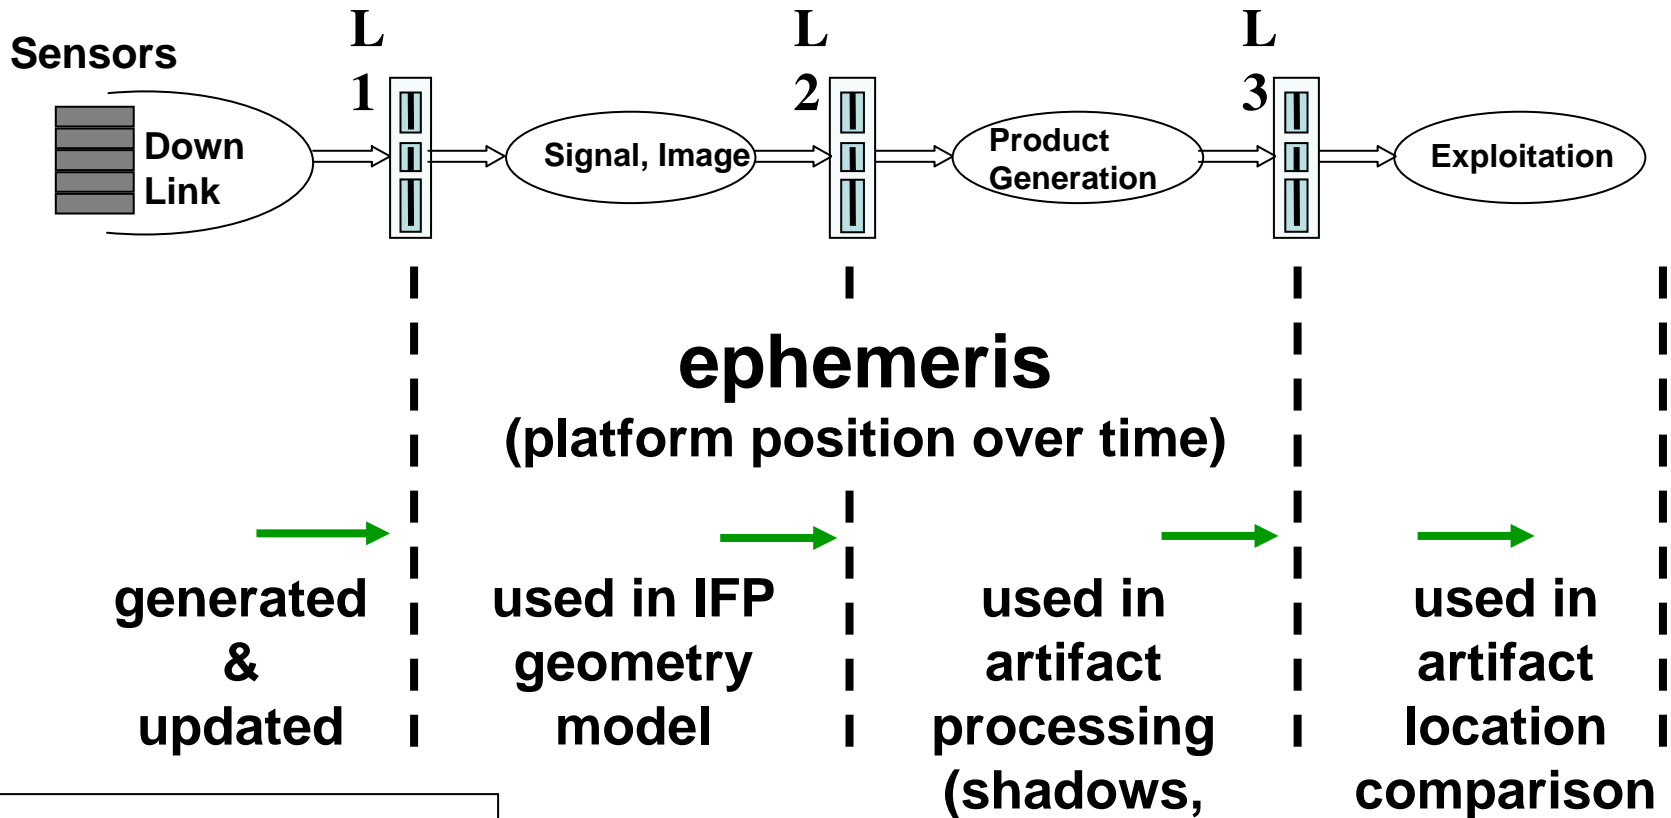 Sensors
Down
Link
L
1
Signal, Image
L
2
Product
Generation
L
3
Exploitation
ephemeris
(platform position over time)
generated
&
updated
used in IFP
geometry
model
used in
artifact
processing
(shadows,
used in
artifact
location
comparison